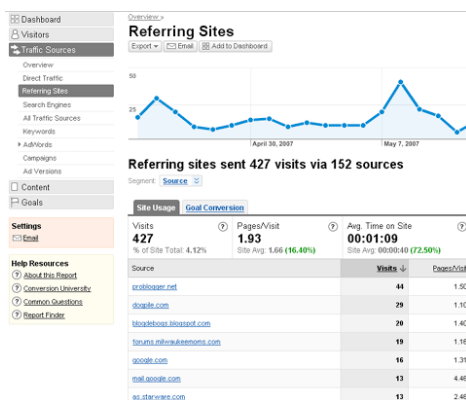 Dashboard
Visitors
Traffic Sources
Overview
Direct Traffic
Referring Sites
Search Engines
All Traffic Sources
Keywords
AdWords
Campaigns
Ad Versions
Content
Goals
Settings
Email
Help Resources
? About this Report
? Conversion University
? Common Questions
? Report Finder
Overview »
Referring Sites
Export Email Add to Dashboard
50
25
April 30, 2007 May 7, 2007
Referring sites sent 427 visits via 152 sources
Segment: Source
Site Usage Goal Conversion
Visits ? Pages/Visit ? Avg. Time on Site ?
427 1.93 00:01:09
% of Site Total: 4.12% Site Avg: 1.66 (16.40%) Site Avg: 00:00:40 (72.50%)
Source Visits ↓ Pages/Visit
problogger.net 44 1.50
dogpile.com 29 1.10
blogdebogs.blogspot.com 20 1.40
forums.milwaukeemoms.com 19 1.16
google.com 16 1.31
mail.google.com 13 4.46
as.starware.com 13 2.46